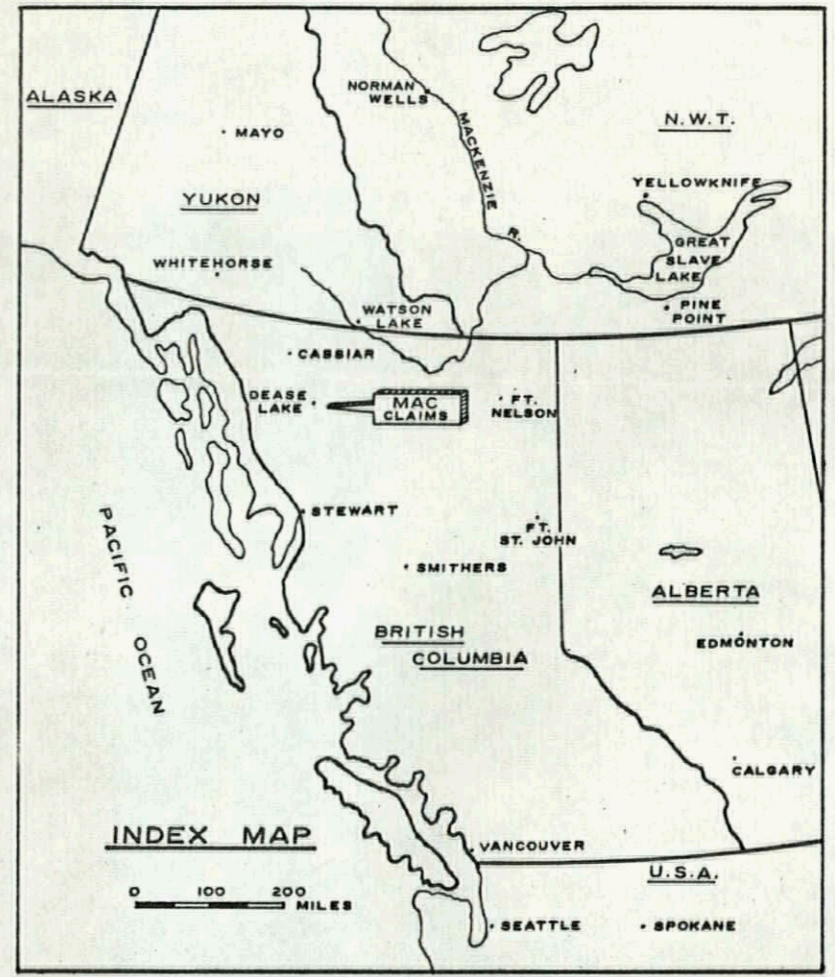 NORMAN
WELLS
ALASKA
MAYO
MACKENZIE
R.
N.W.T.
YUKON
YELLOWKNIFE
WHITEHORSE
GREAT
SLAVE
LAKE
WATSON
LAKE
PINE
POINT
CASSIAR
DEASE
LAKE
MAC
CLAIMS
FT.
NELSON
STEWART
PACIFIC OCEAN
FT.
ST. JOHN
SMITHERS
ALBERTA
BRITISH
COLUMBIA
EDMONTON
CALGARY
INDEX MAP
VANCOUVER
U.S.A.
0 100 200
MILES
SEATTLE
SPOKANE